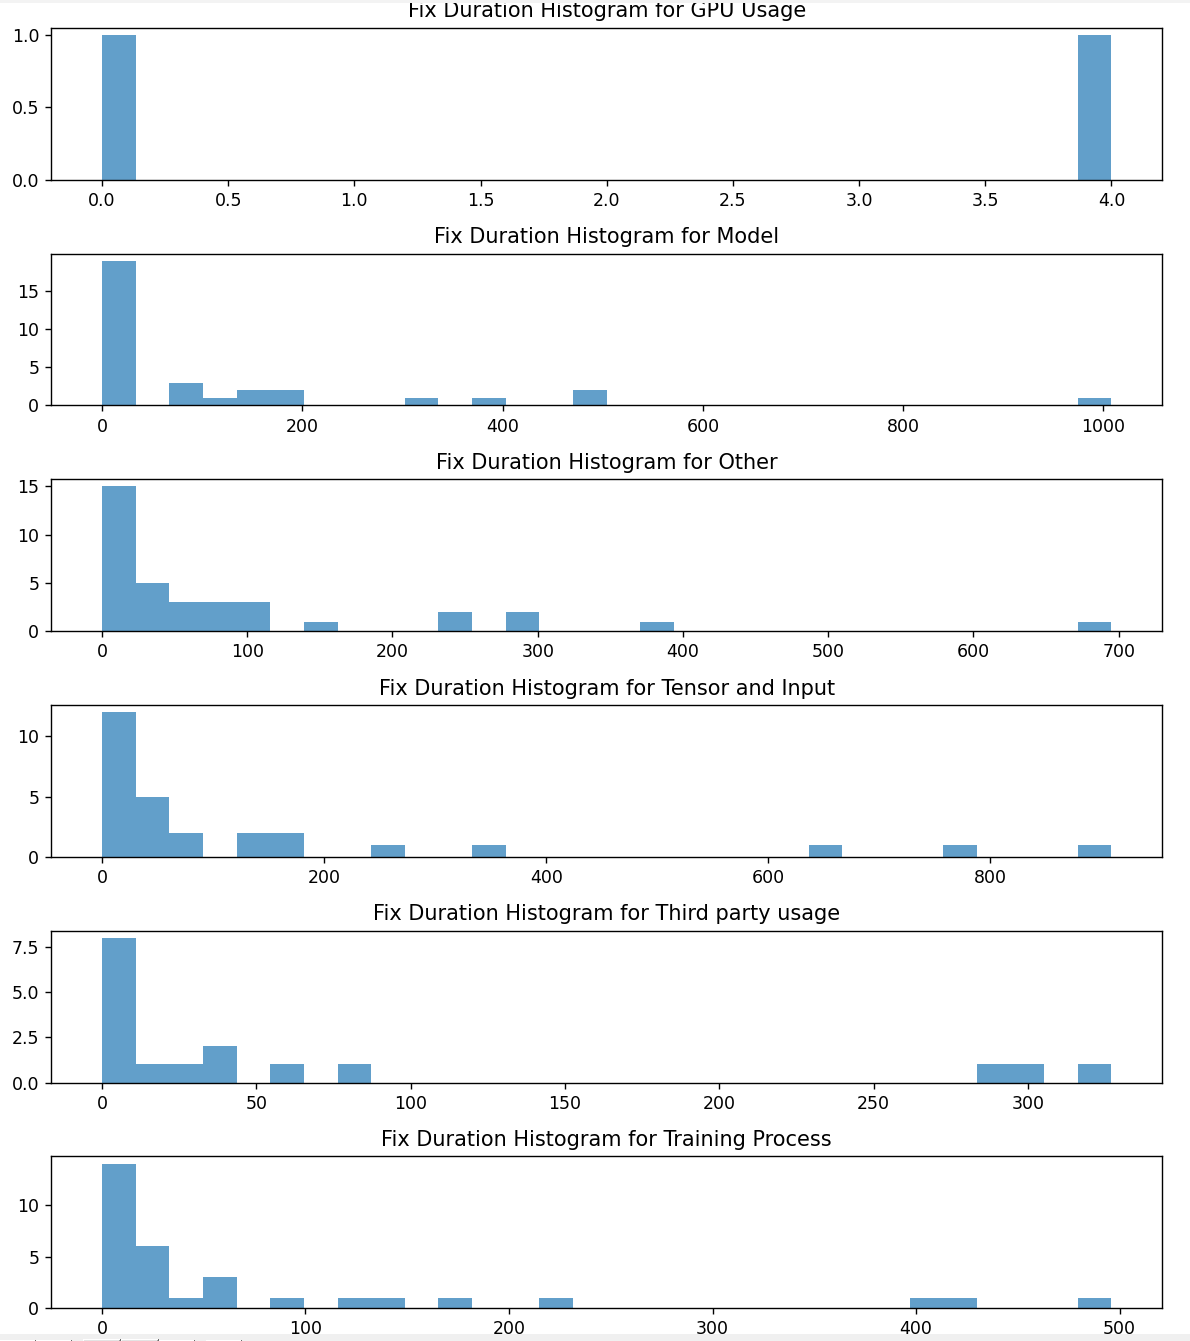 Fix Duration Histogram for GPU Usage
1.0
0.5
0.0
0.0 0.5 1.0 1.5 2.0 2.5 3.0 3.5 4.0
Fix Duration Histogram for Model
15
10
5
0
0 200 400 600 800 1000
Fix Duration Histogram for Other
15
10
5
0
0 100 200 300 400 500 600 700
Fix Duration Histogram for Tensor and Input
10
5
0
0 200 400 600 800
Fix Duration Histogram for Third party usage
7.5
5.0
2.5
0.0
0 50 100 150 200 250 300
Fix Duration Histogram for Training Process
10
5
0
0 100 200 300 400 500